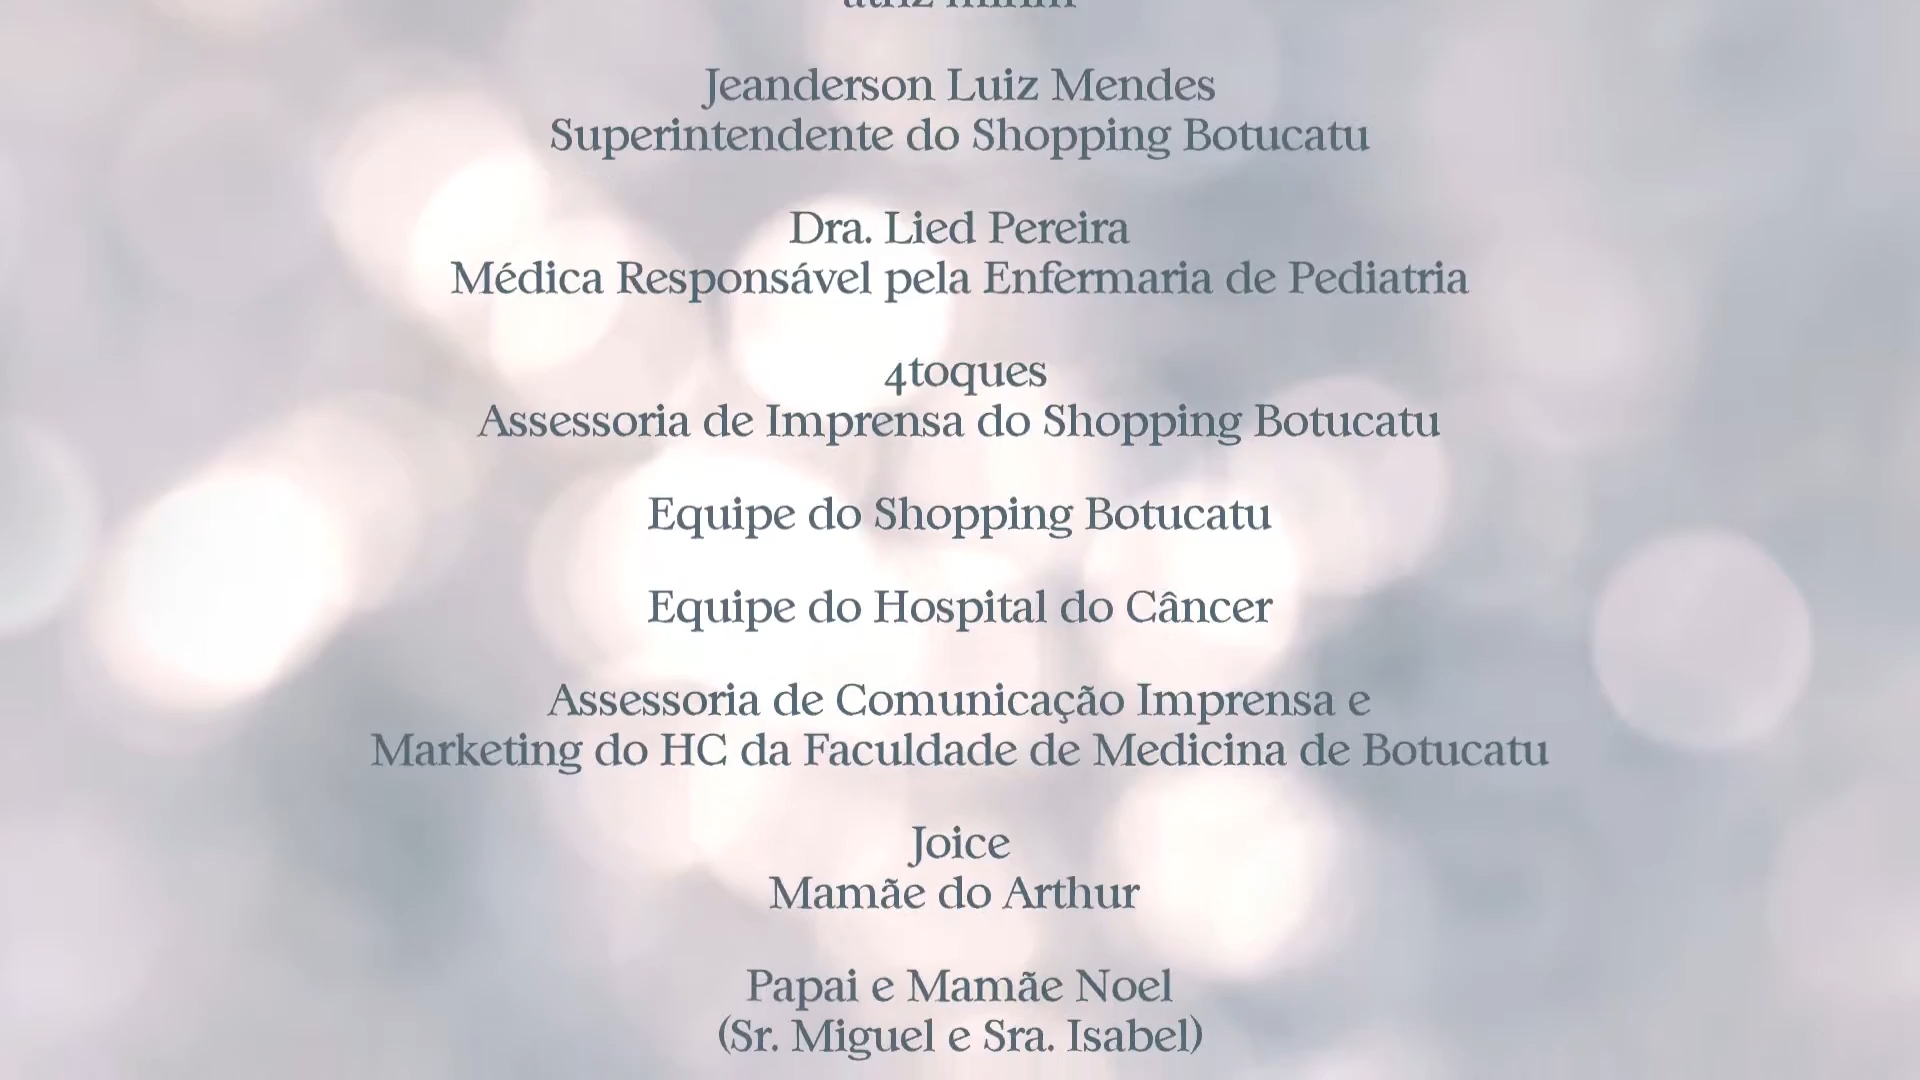 atriz mirim
Jeanderson Luiz Mendes
Superintendente do Shopping Botucatu
Dra. Lied Pereira
Médica Responsável pela Enfermaria de Pediatria
4toques
Assessoria de Imprensa do Shopping Botucatu
Equipe do Shopping Botucatu
Equipe do Hospital do Câncer
Assessoria de Comunicação Imprensa e
Marketing do HC da Faculdade de Medicina de Botucatu
Joice
Mamãe do Arthur
Papai e Mamãe Noel
(Sr. Miguel e Sra. Isabel)